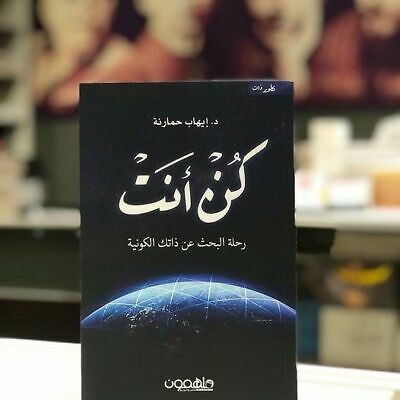 تطوير ذات
د. إيهاب حمارنة
كُنْ أنتَ
رحلة البحث عن ذاتك الكونية
ملهمون